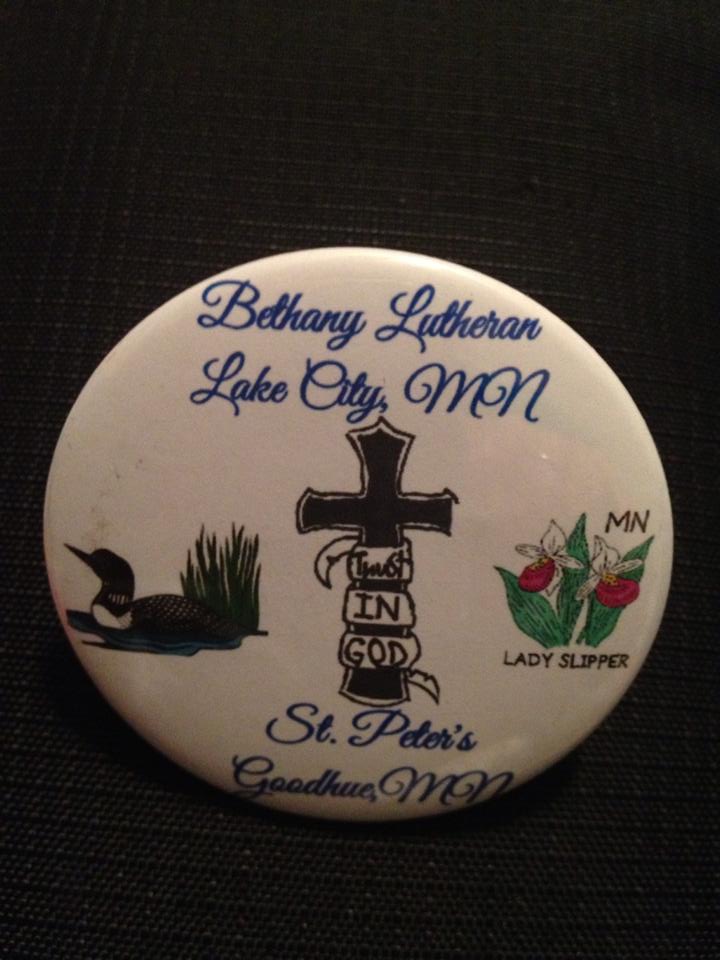 Bethany Lutheran
Lake City, MN
Trust
IN
GOD
MN
LADY SLIPPER
St. Peter's
Goodhue, MN